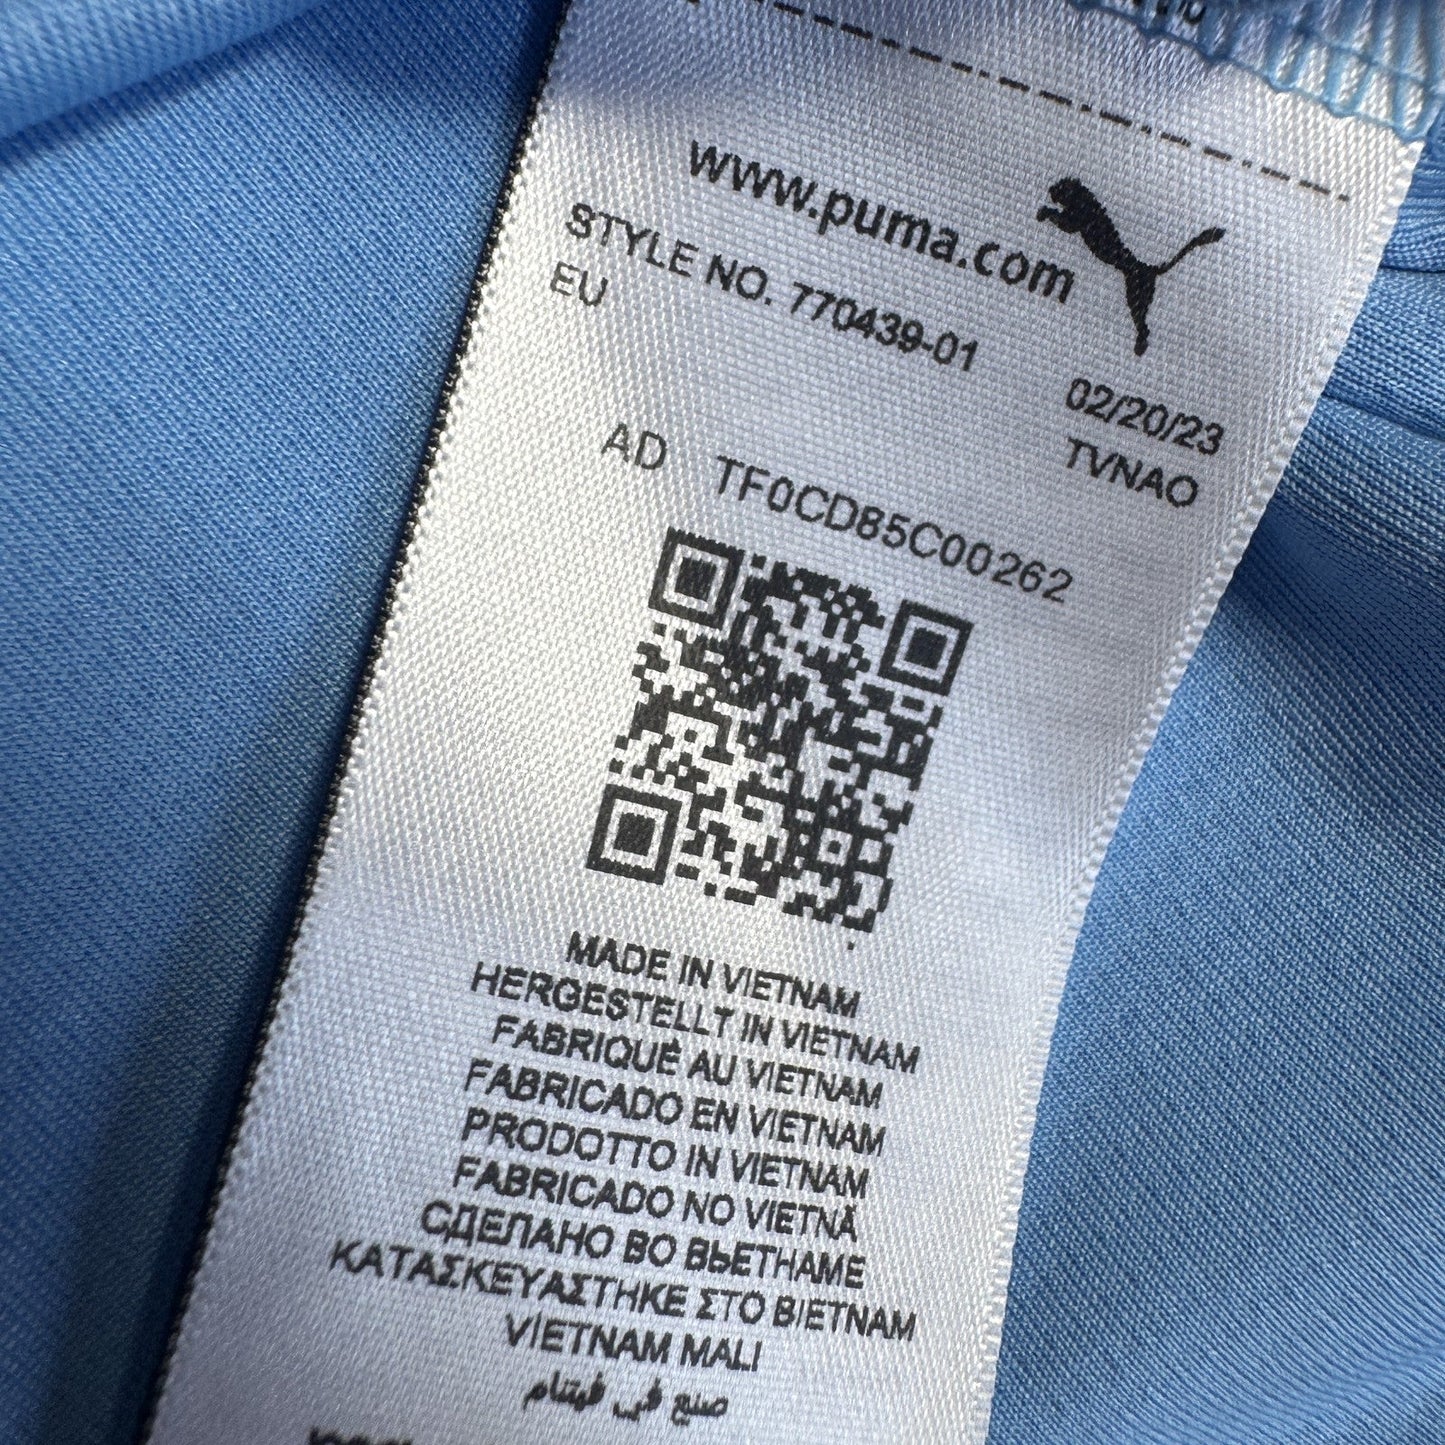 www.puma.com
STYLE NO. 770439-01
EU
02/20/23
TVNAO
AD TF0CD85C00262
MADE IN VIETNAM
HERGESTELLT IN VIETNAM
FABRIQUÉ AU VIETNAM
FABRICADO EN VIETNAM
PRODOTTO IN VIETNAM
FABRICADO NO VIETNÃ
СДЕЛАНО ВО ВЬЕТНАМЕ
ΚΑΤΑΣΚΕΥΑΣΤΗΚΕ ΣΤΟ ΒΙΕΤΝΑΜ
VIETNAM MALI
صنع في فيتنام